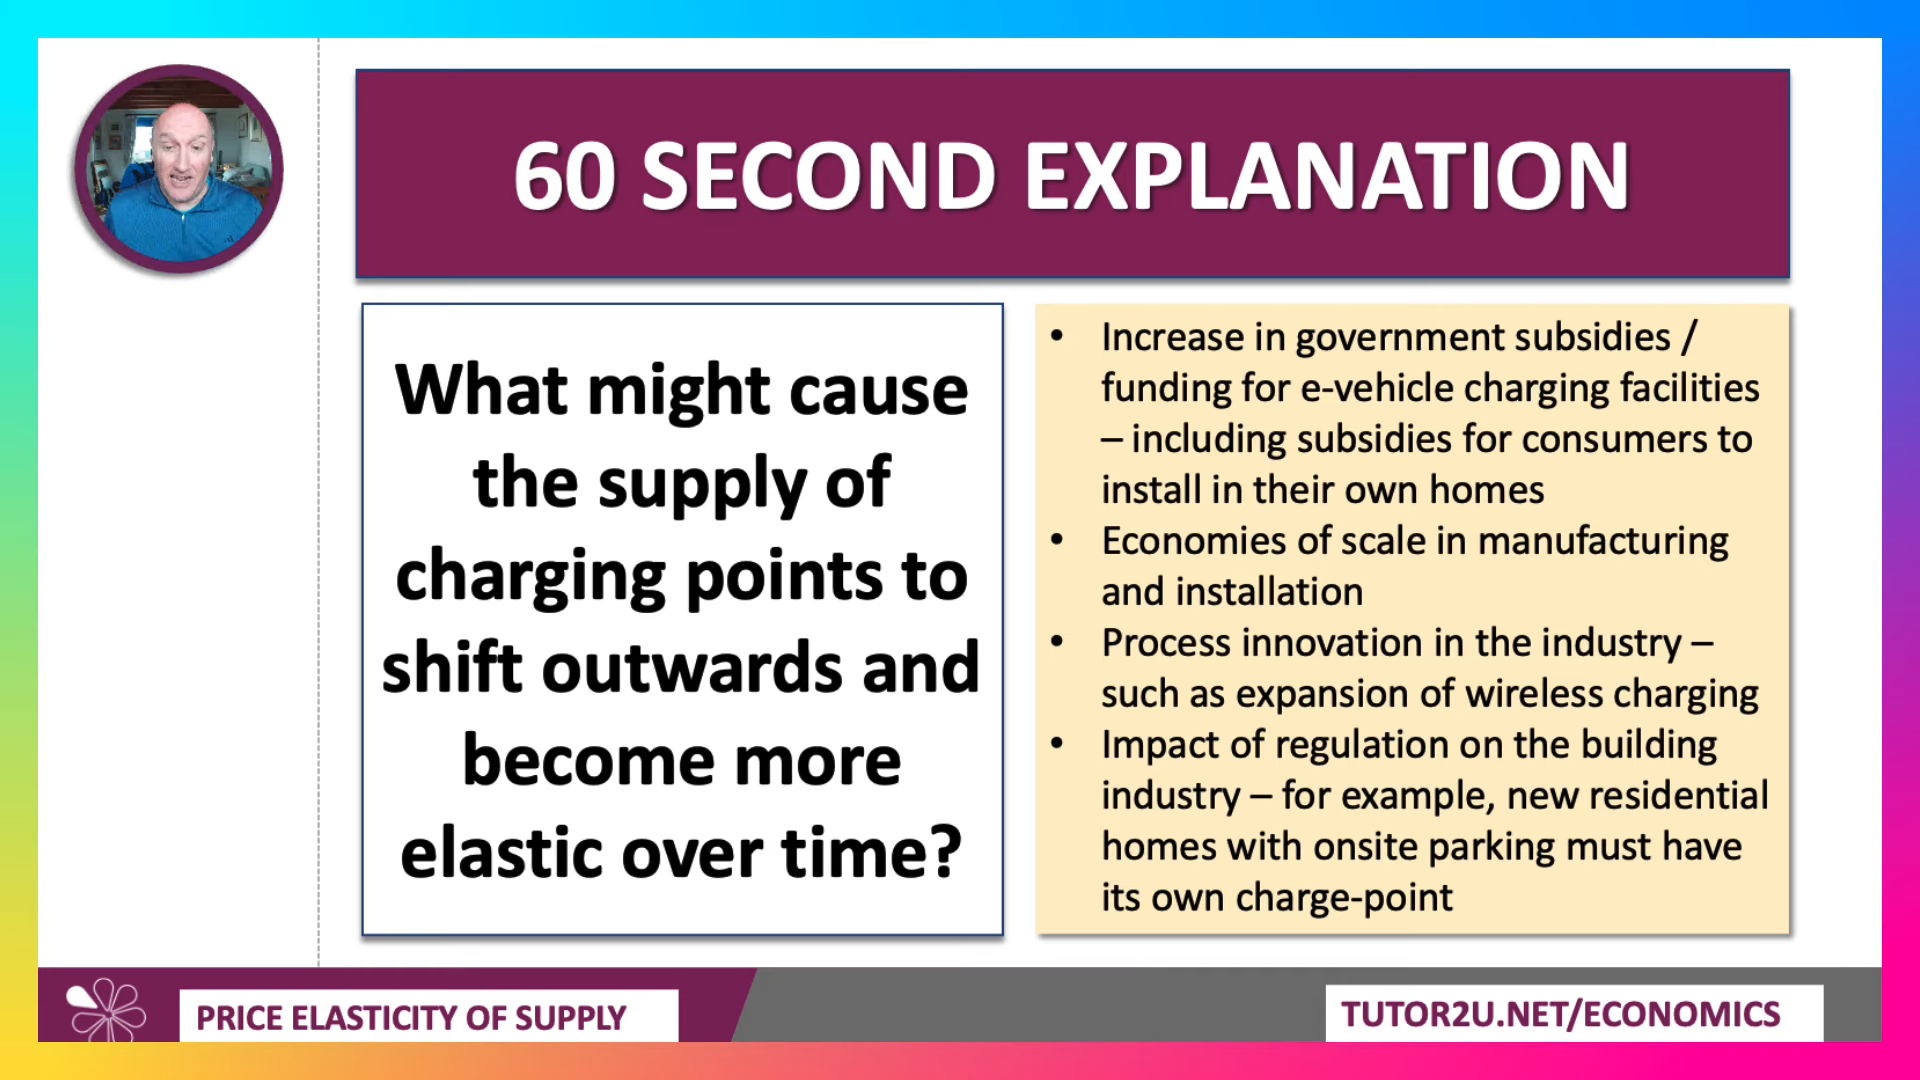 60 SECOND EXPLANATION
What might cause
the supply of
charging points to
shift outwards and
become more
elastic over time?
• Increase in government subsidies /
funding for e-vehicle charging facilities
– including subsidies for consumers to
install in their own homes
• Economies of scale in manufacturing
and installation
• Process innovation in the industry –
such as expansion of wireless charging
• Impact of regulation on the building
industry – for example, new residential
homes with onsite parking must have
its own charge-point
PRICE ELASTICITY OF SUPPLY
TUTOR2U.NET/ECONOMICS